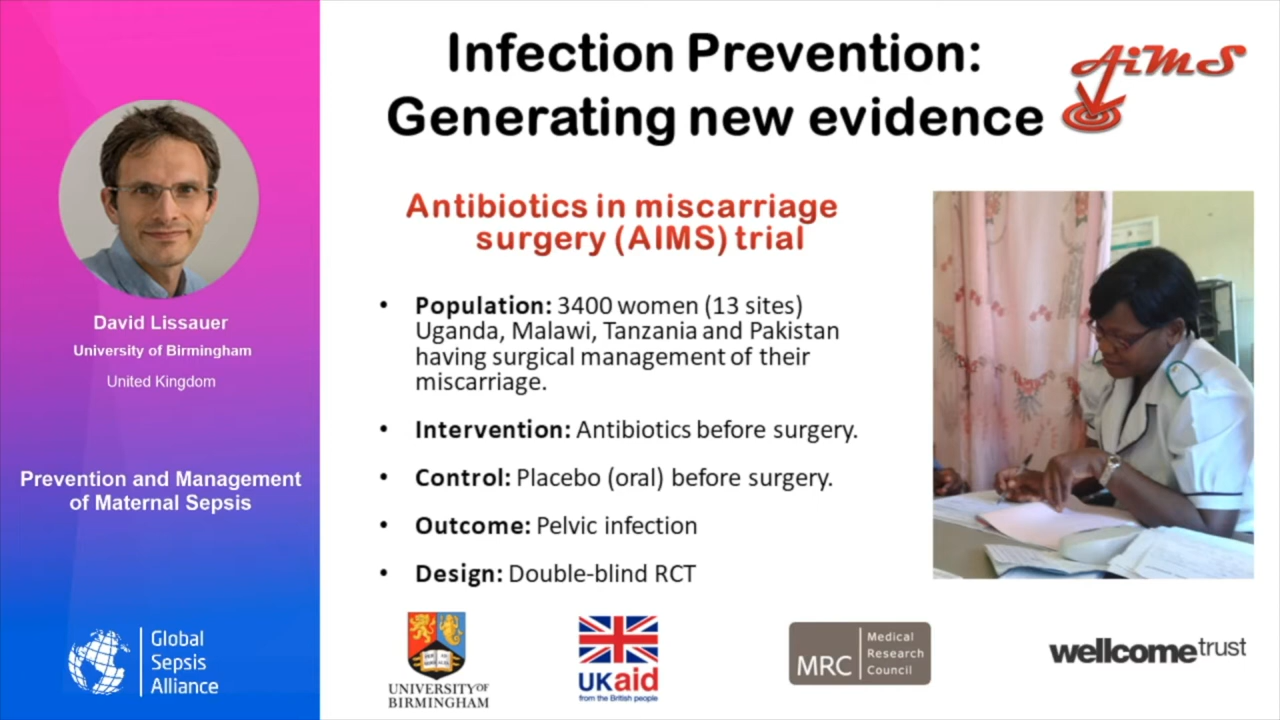 Infection Prevention:
Generating new evidence
AiMS
Antibiotics in miscarriage
surgery (AIMS) trial
• Population: 3400 women (13 sites)
Uganda, Malawi, Tanzania and Pakistan
having surgical management of their
miscarriage.
• Intervention: Antibiotics before surgery.
• Control: Placebo (oral) before surgery.
• Outcome: Pelvic infection
• Design: Double-blind RCT
David Lissauer
University of Birmingham
United Kingdom
Prevention and Management
of Maternal Sepsis
Global
Sepsis
Alliance
UNIVERSITY OF
BIRMINGHAM
UKaid
from the British people
MRC
Medical
Research
Council
wellcometrust